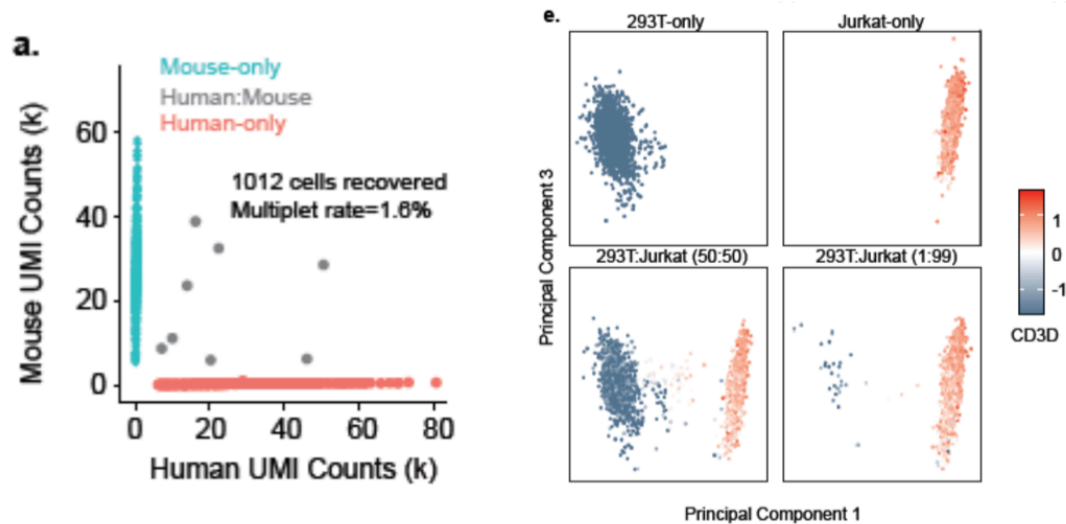 a.
Mouse-only
Human:Mouse
Human-only
1012 cells recovered
Multiplet rate=1.6%
Mouse UMI Counts (k)
60
40
20
0
0 20 40 60 80
Human UMI Counts (k)
e.
293T-only
Jurkat-only
293T:Jurkat (50:50)
293T:Jurkat (1:99)
Principal Component 3
Principal Component 1
1
0
-1
CD3D